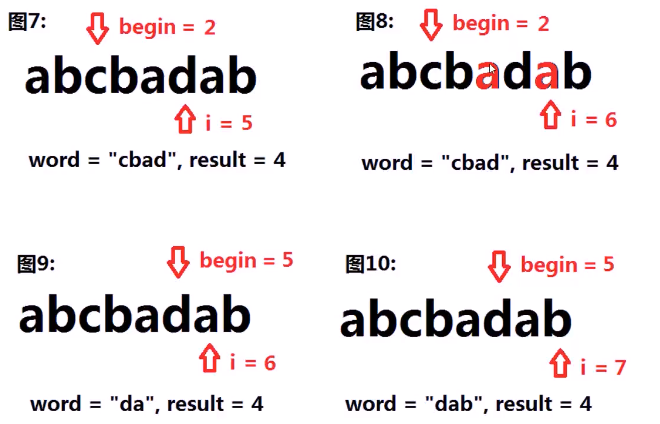 图7:
begin = 2
abcbadab
i = 5
word = "cbad", result = 4
图8:
begin = 2
abcbadab
i = 6
word = "cbad", result = 4
图9:
begin = 5
abcbadab
i = 6
word = "da", result = 4
图10:
begin = 5
abcbadab
i = 7
word = "dab", result = 4